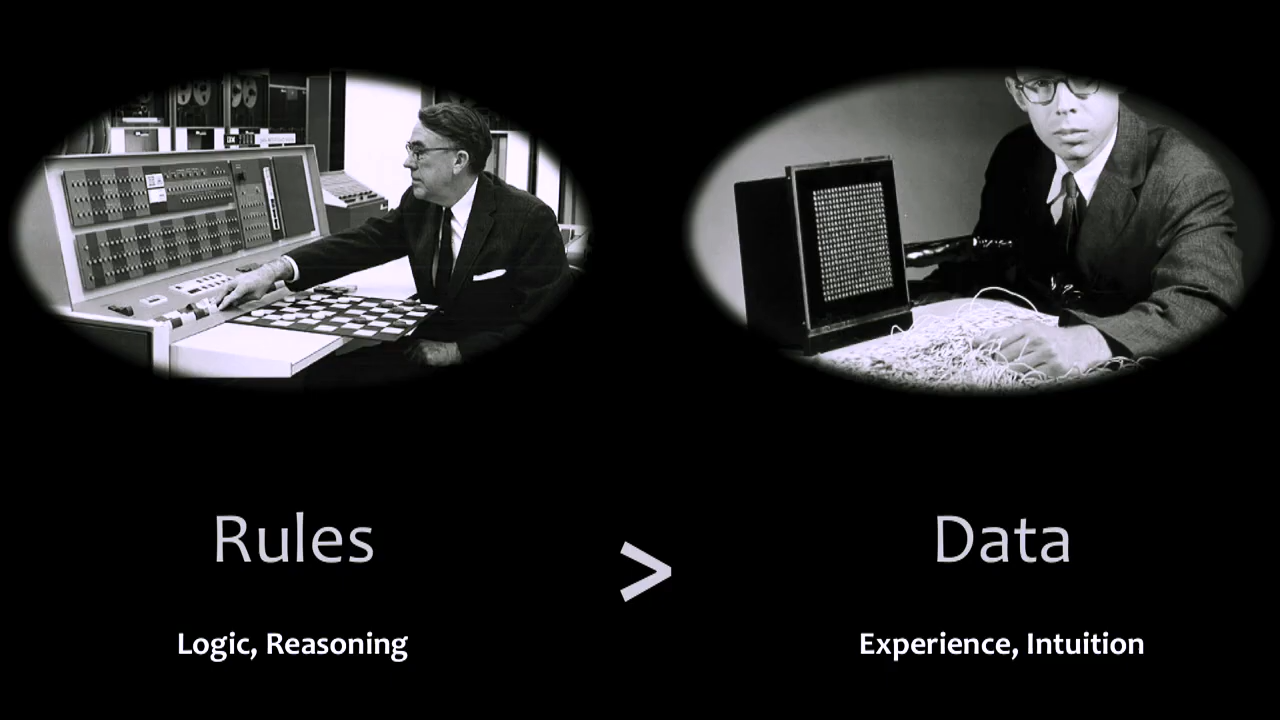 Rules
>
Data
Logic, Reasoning
Experience, Intuition